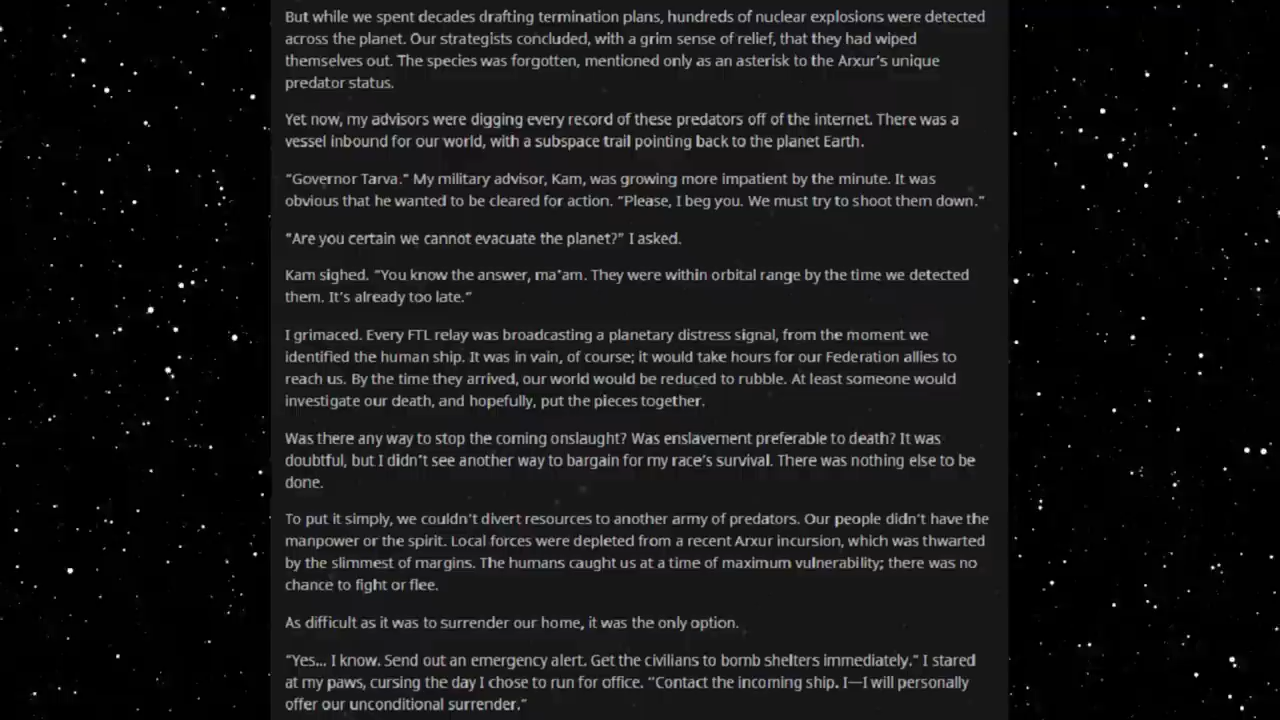 But while we spent decades drafting termination plans, hundreds of nuclear explosions were detected
across the planet. Our strategists concluded, with a grim sense of relief, that they had wiped
themselves out. The species was forgotten, mentioned only as an asterisk to the Arxur's unique
predator status.
Yet now, my advisors were digging every record of these predators off of the internet. There was a
vessel inbound for our world, with a subspace trail pointing back to the planet Earth.
“Governor Tarva.” My military advisor, Kam, was growing more impatient by the minute. It was
obvious that he wanted to be cleared for action. “Please, I beg you. We must try to shoot them down.”
“Are you certain we cannot evacuate the planet?” I asked.
Kam sighed. “You know the answer, ma'am. They were within orbital range by the time we detected
them. It's already too late.”
I grimaced. Every FTL relay was broadcasting a planetary distress signal, from the moment we
identified the human ship. It was in vain, of course; it would take hours for our Federation allies to
reach us. By the time they arrived, our world would be reduced to rubble. At least someone would
investigate our death, and hopefully, put the pieces together.
Was there any way to stop the coming onslaught? Was enslavement preferable to death? It was
doubtful, but I didn't see another way to bargain for my race's survival. There was nothing else to be
done.
To put it simply, we couldn't divert resources to another army of predators. Our people didn't have the
manpower or the spirit. Local forces were depleted from a recent Arxur incursion, which was thwarted
by the slimmest of margins. The humans caught us at a time of maximum vulnerability; there was no
chance to fight or flee.
As difficult as it was to surrender our home, it was the only option.
“Yes... I know. Send out an emergency alert. Get the civilians to bomb shelters immediately.” I stared
at my paws, cursing the day I chose to run for office. “Contact the incoming ship. I—I will personally
offer our unconditional surrender.”